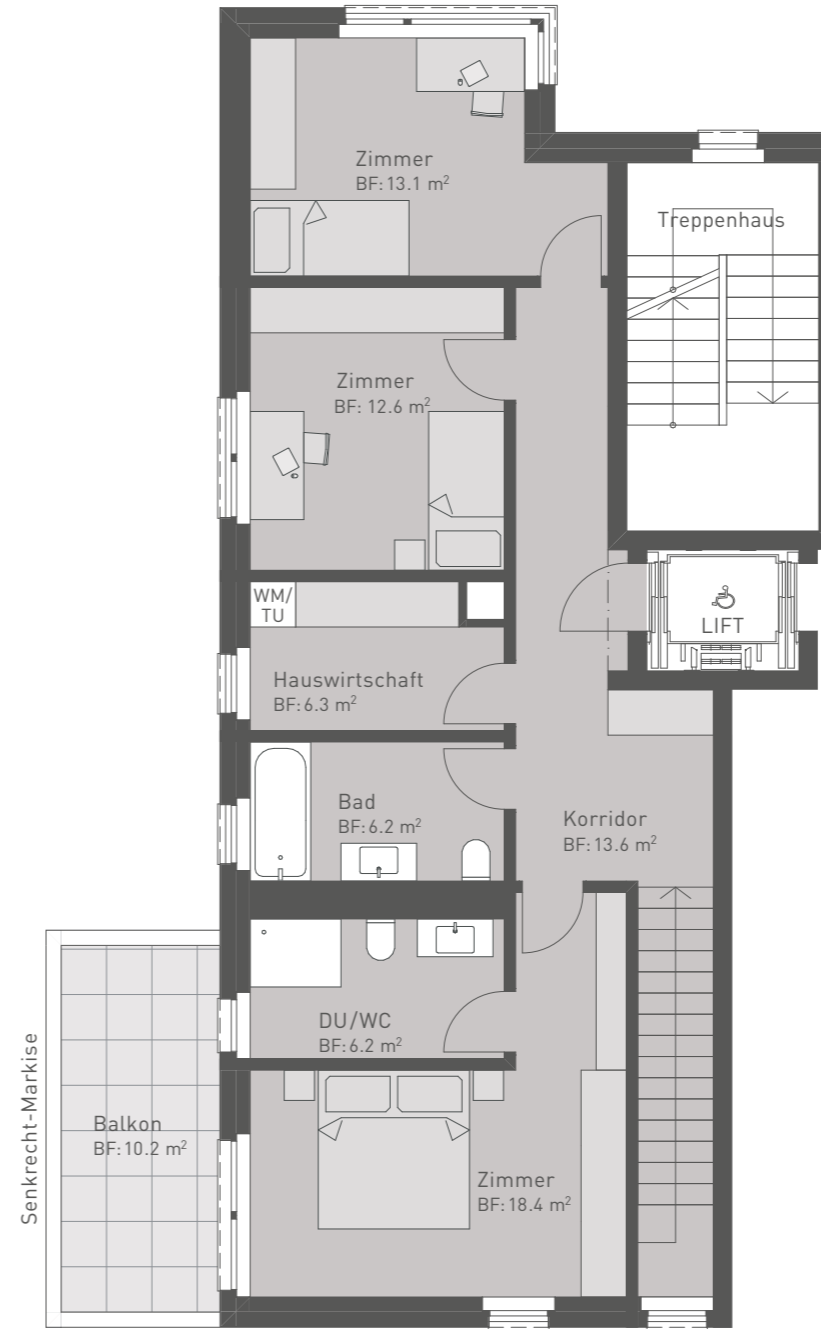 Zimmer
BF: 13.1 m²
Treppenhaus
Zimmer
BF: 12.6 m²
WM/
TU
LIFT
Hauswirtschaft
BF: 6.3 m²
Bad
BF: 6.2 m²
Korridor
BF: 13.6 m²
DU/WC
BF: 6.2 m²
Senkrecht-Markise
Balkon
BF: 10.2 m²
Zimmer
BF: 18.4 m²